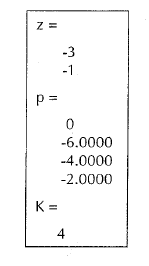 z =
-3
-1
p =
0
-6.0000
-4.0000
-2.0000
K =
4